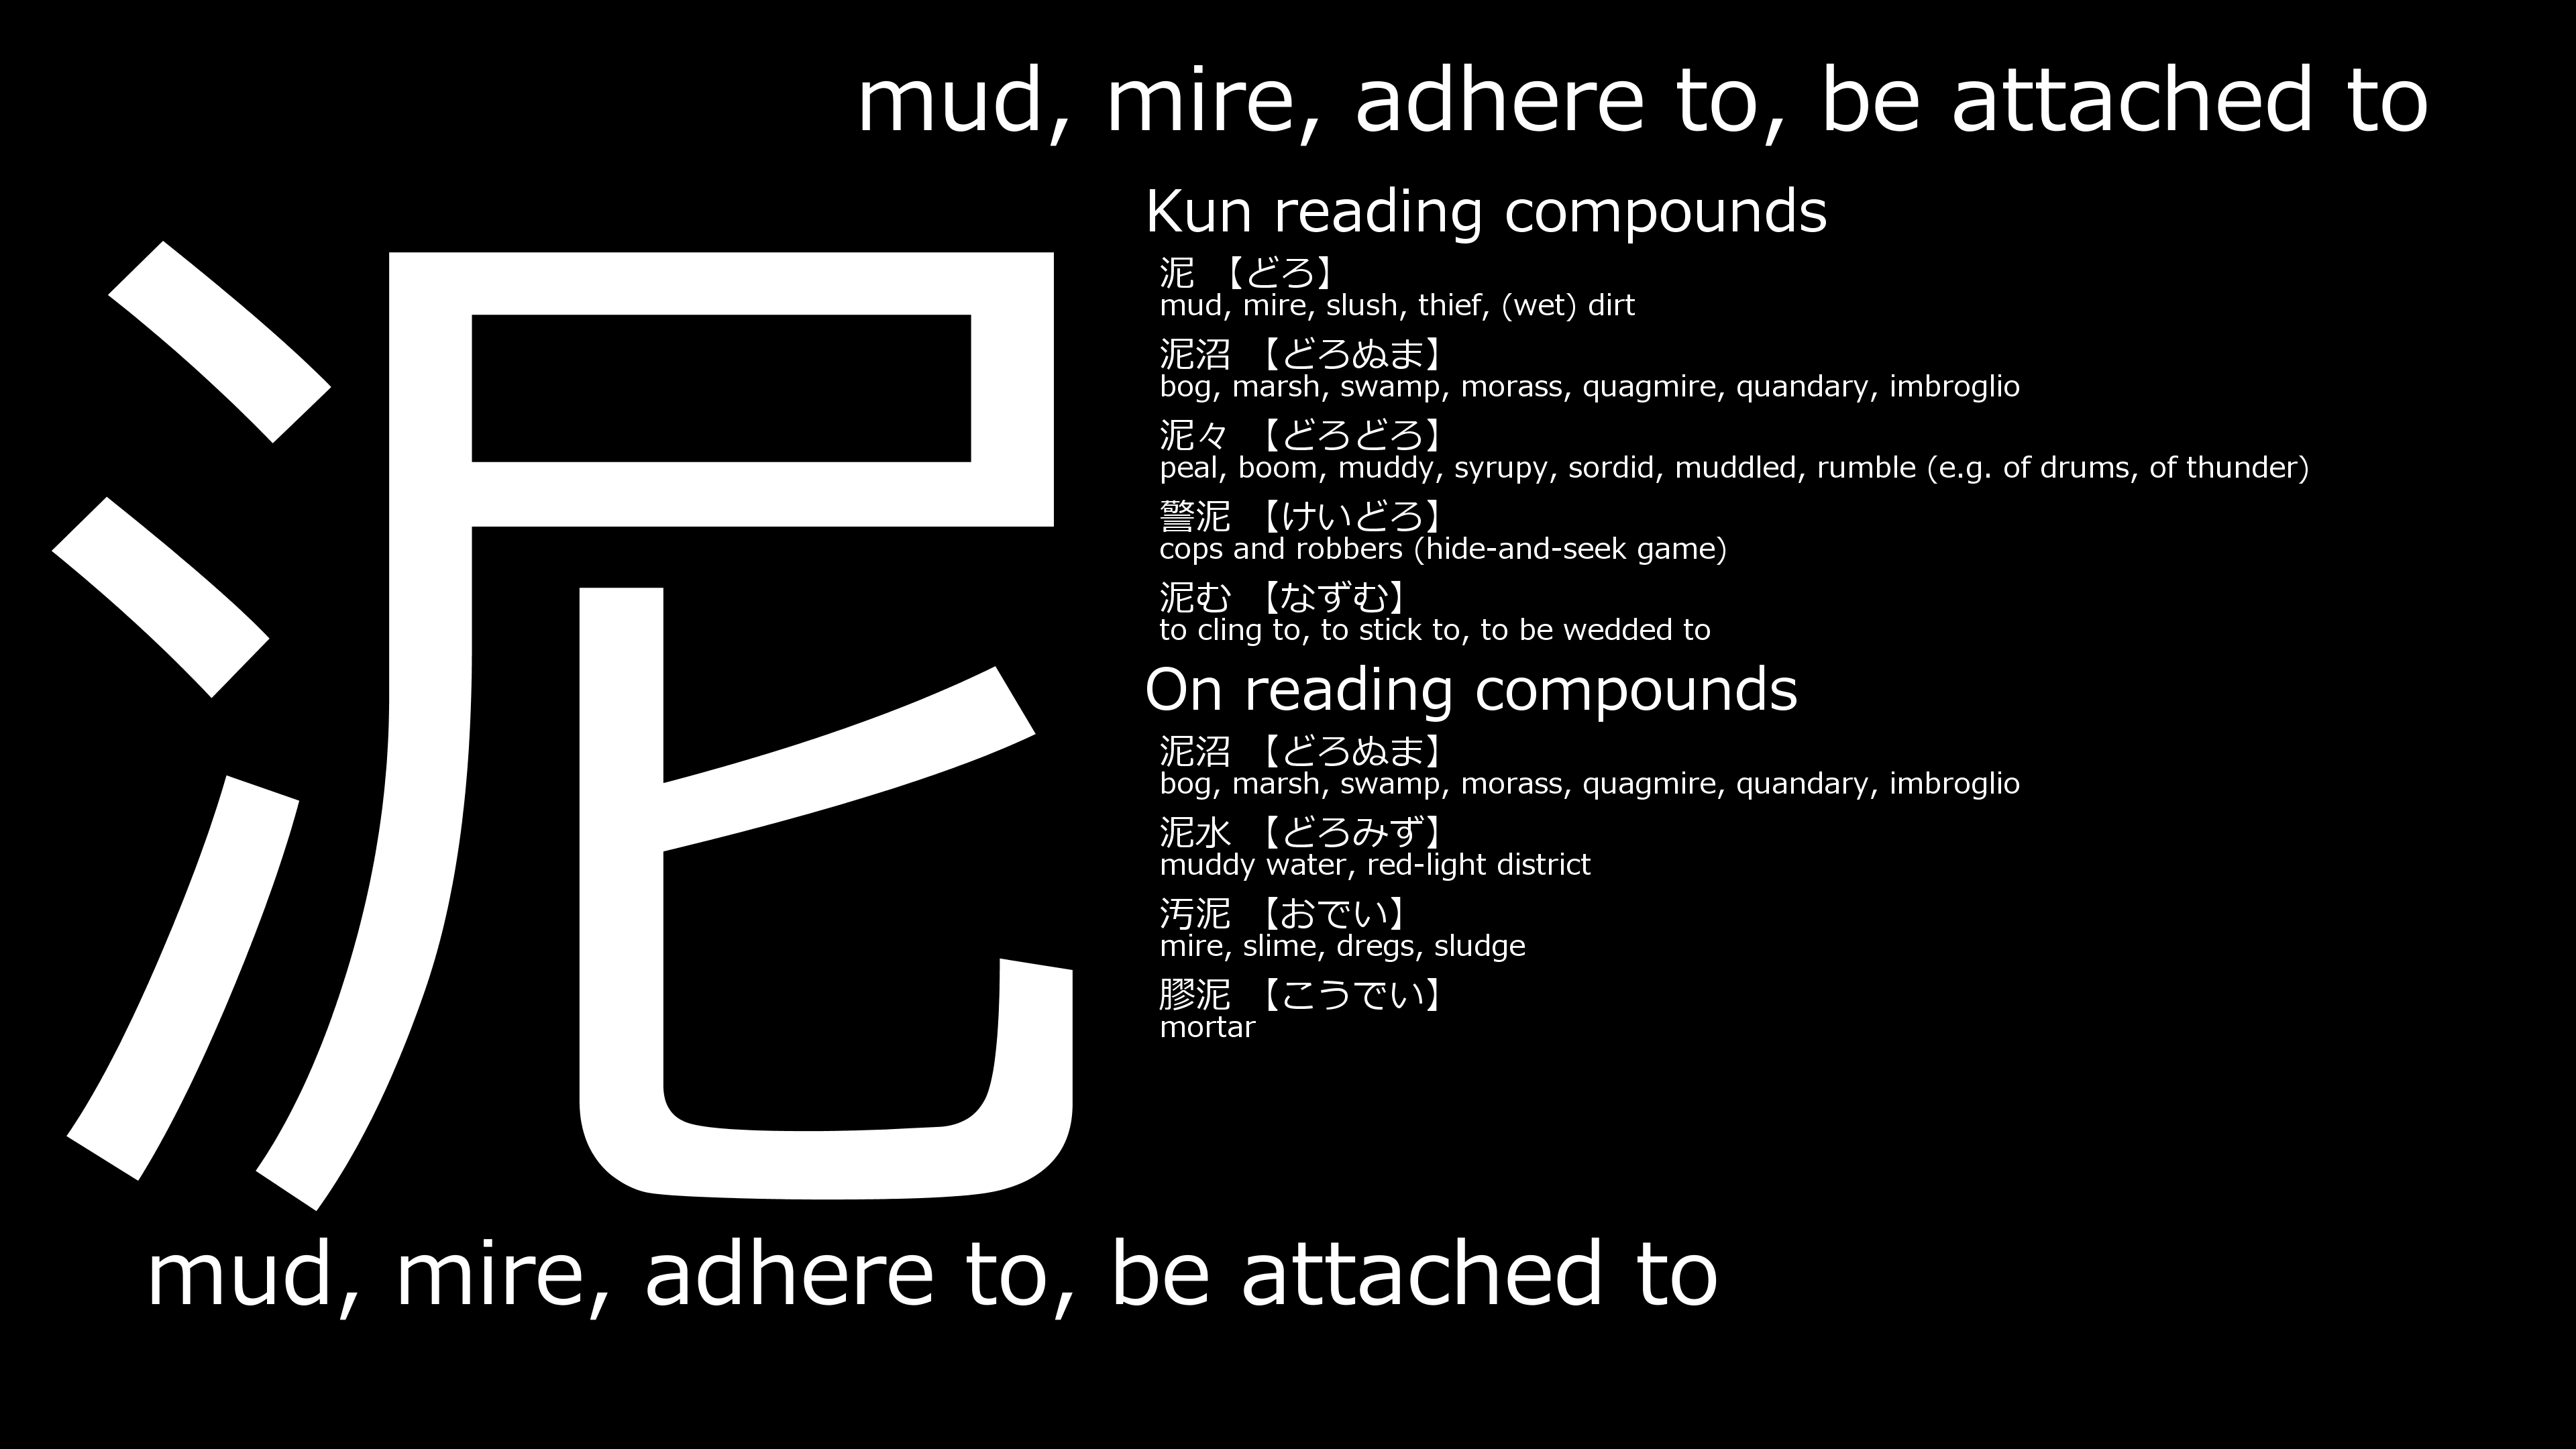 mud, mire, adhere to, be attached to
泥
Kun reading compounds
泥 【どろ】
mud, mire, slush, thief, (wet) dirt
泥沼 【どろぬま】
bog, marsh, swamp, morass, quagmire, quandary, imbroglio
泥々 【どろどろ】
peal, boom, muddy, syrupy, sordid, muddled, rumble (e.g. of drums, of thunder)
警泥 【けいどろ】
cops and robbers (hide-and-seek game)
泥む 【なずむ】
to cling to, to stick to, to be wedded to
On reading compounds
泥沼 【どろぬま】
bog, marsh, swamp, morass, quagmire, quandary, imbroglio
泥水 【どろみず】
muddy water, red-light district
汚泥 【おでい】
mire, slime, dregs, sludge
膠泥 【こうでい】
mortar
mud, mire, adhere to, be attached to